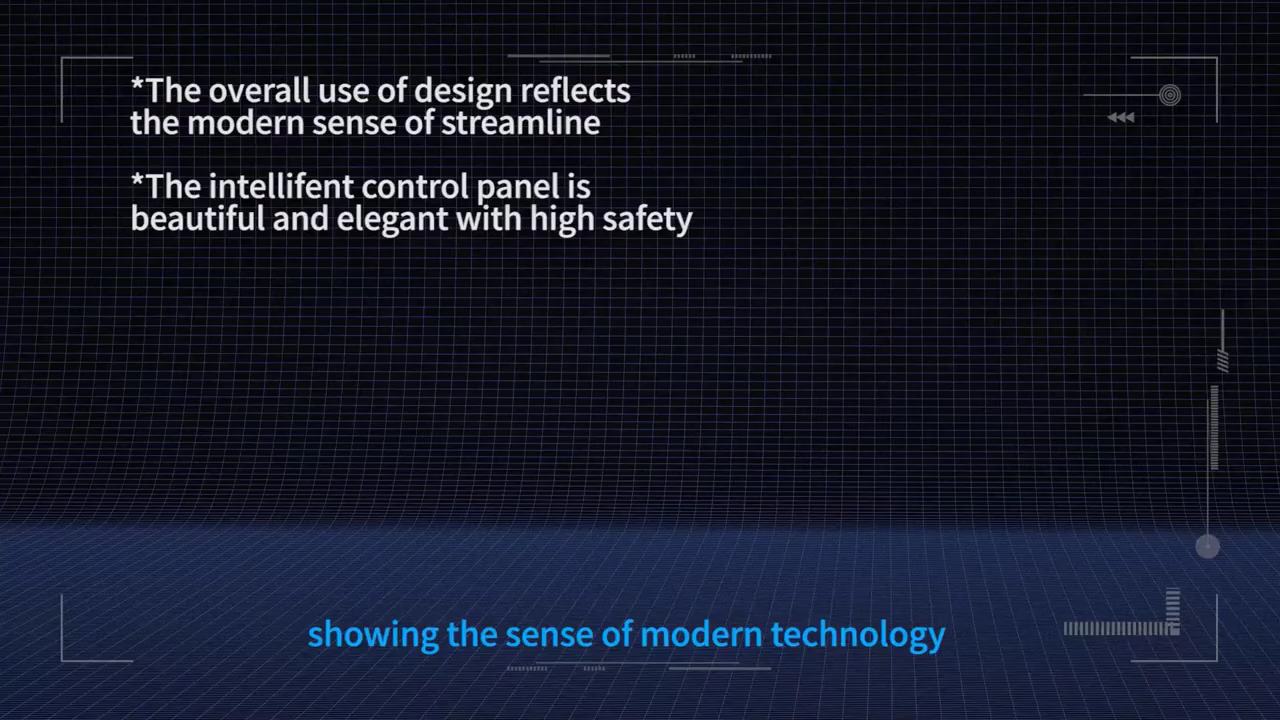 *The overall use of design reflects
the modern sense of streamline
*The intellifent control panel is
beautiful and elegant with high safety
showing the sense of modern technology